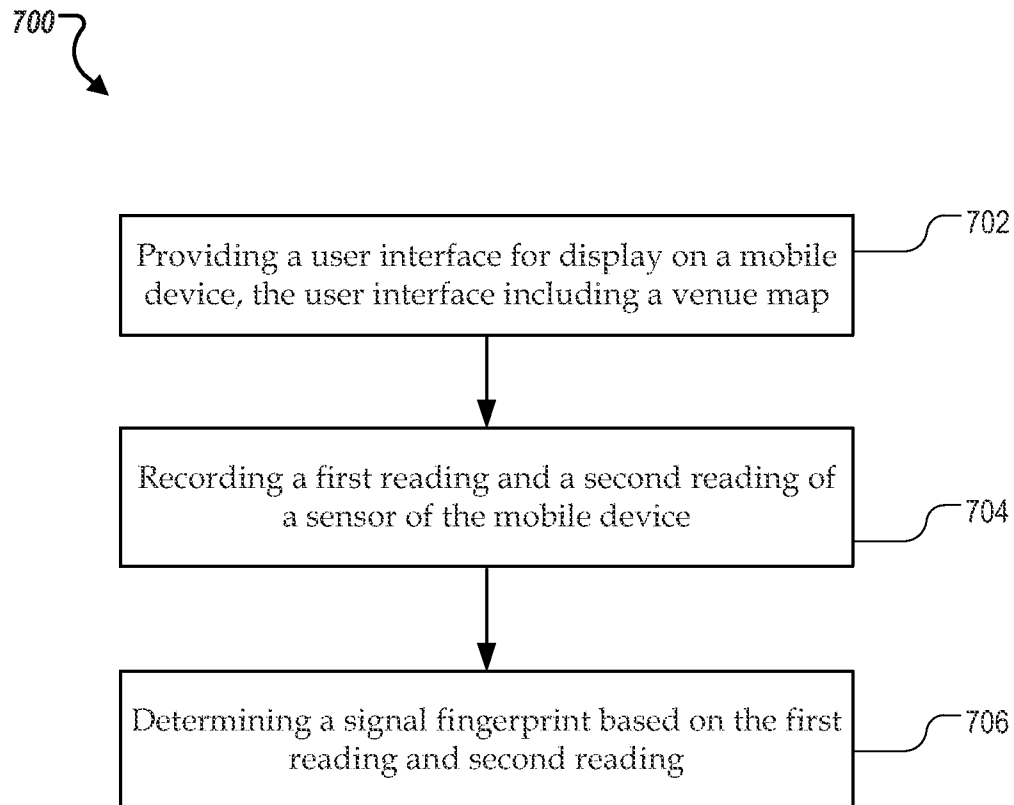 700
702
Providing a user interface for display on a mobile
device, the user interface including a venue map
Recording a first reading and a second reading of
a sensor of the mobile device
704
Determining a signal fingerprint based on the first
reading and second reading
706